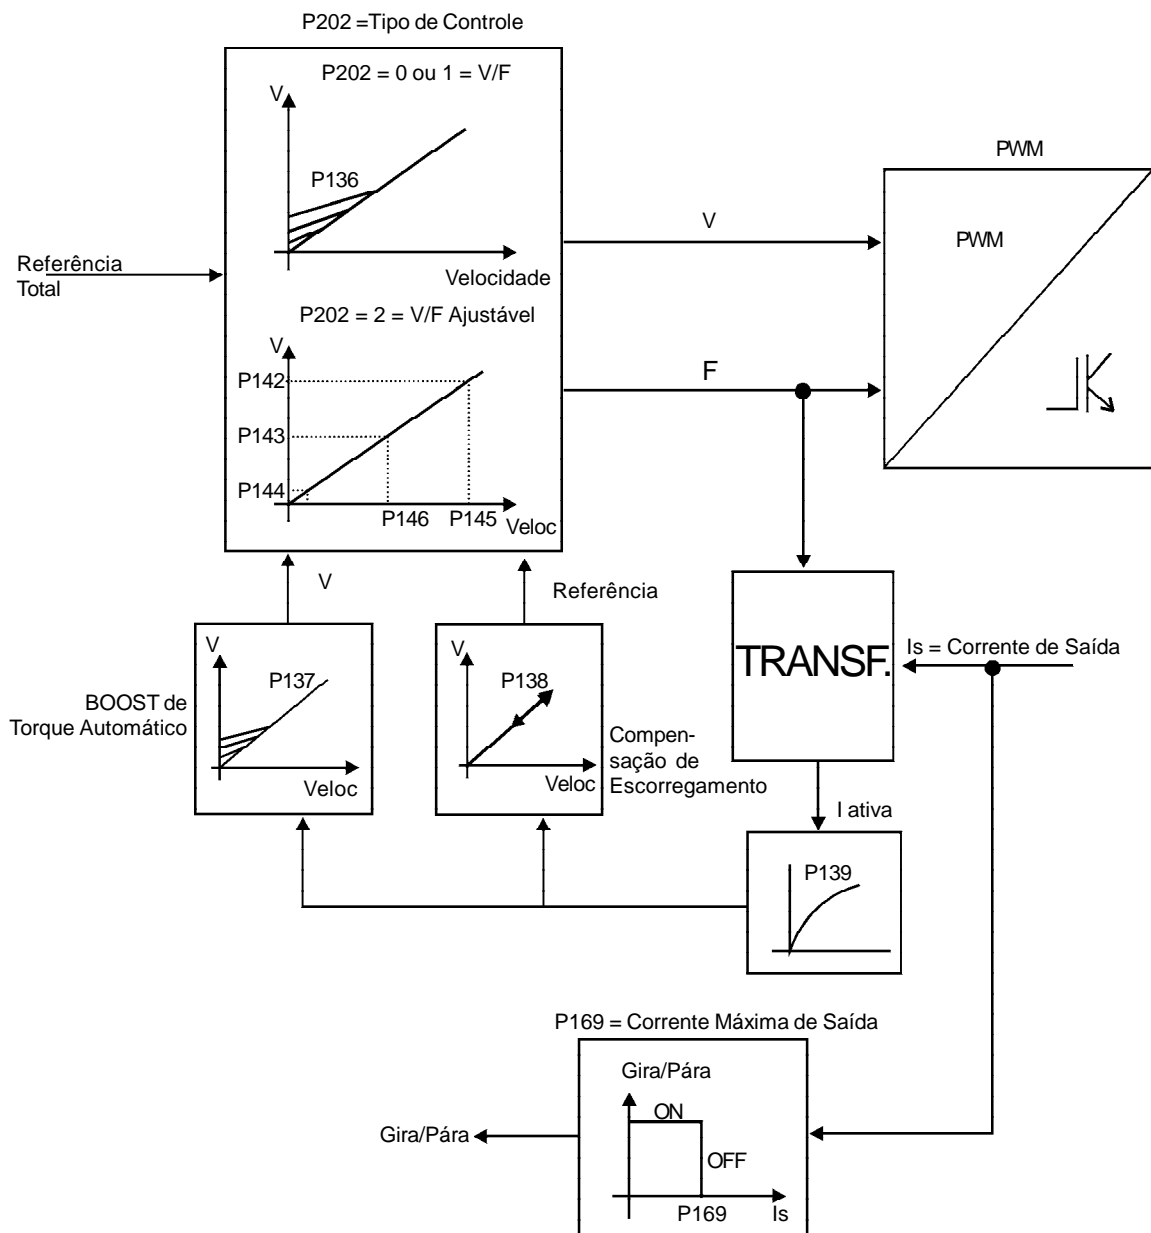 P202 =Tipo de Controle
P202 = 0 ou 1 = V/F
V
P136
Velocidade
Referência
Total
V
PWM
PWM
P202 = 2 = V/F Ajustável
V
P142
P143
P144
P146
P145
Veloc
F
V
Referência
V
P137
Veloc
BOOST de
Torque Automático
V
P138
Veloc
Compen-
sação de
Escorregamento
TRANSF.
Is = Corrente de Saída
I ativa
P139
P169 = Corrente Máxima de Saída
Gira/Pára
ON
OFF
P169
Is
Gira/Pára